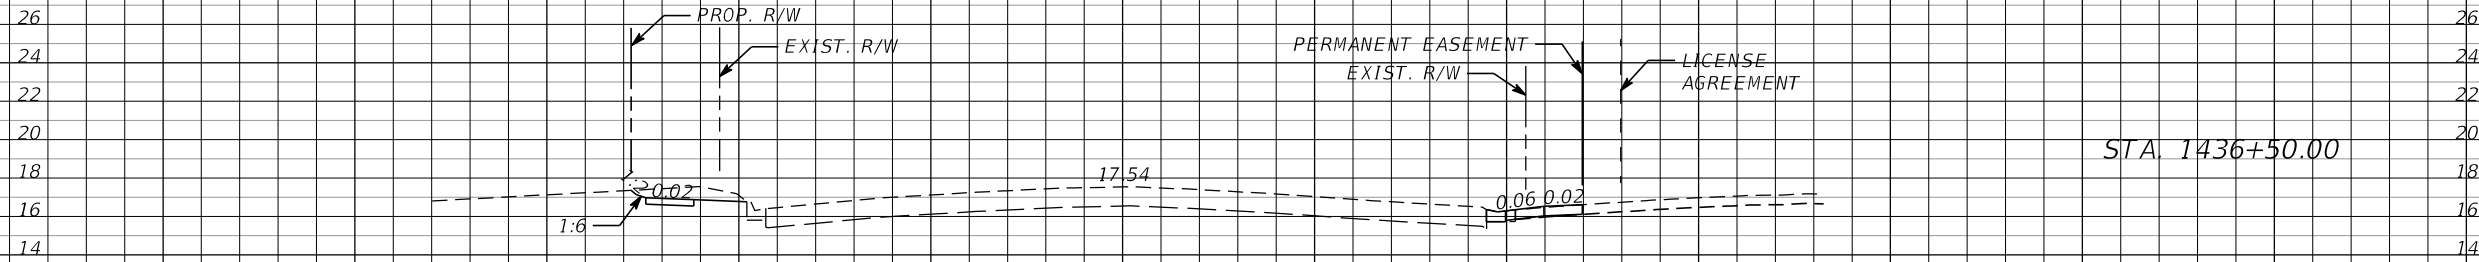 26
PROP. R/W
26
EXIST. R/W
PERMANENT EASEMENT
24
LICENSE
AGREEMENT
24
EXIST. R/W
22
22
20
20
STA. 1436+50.00
18
17.54
18
0.02
0.06 0.02
16
16
1:6
14
14